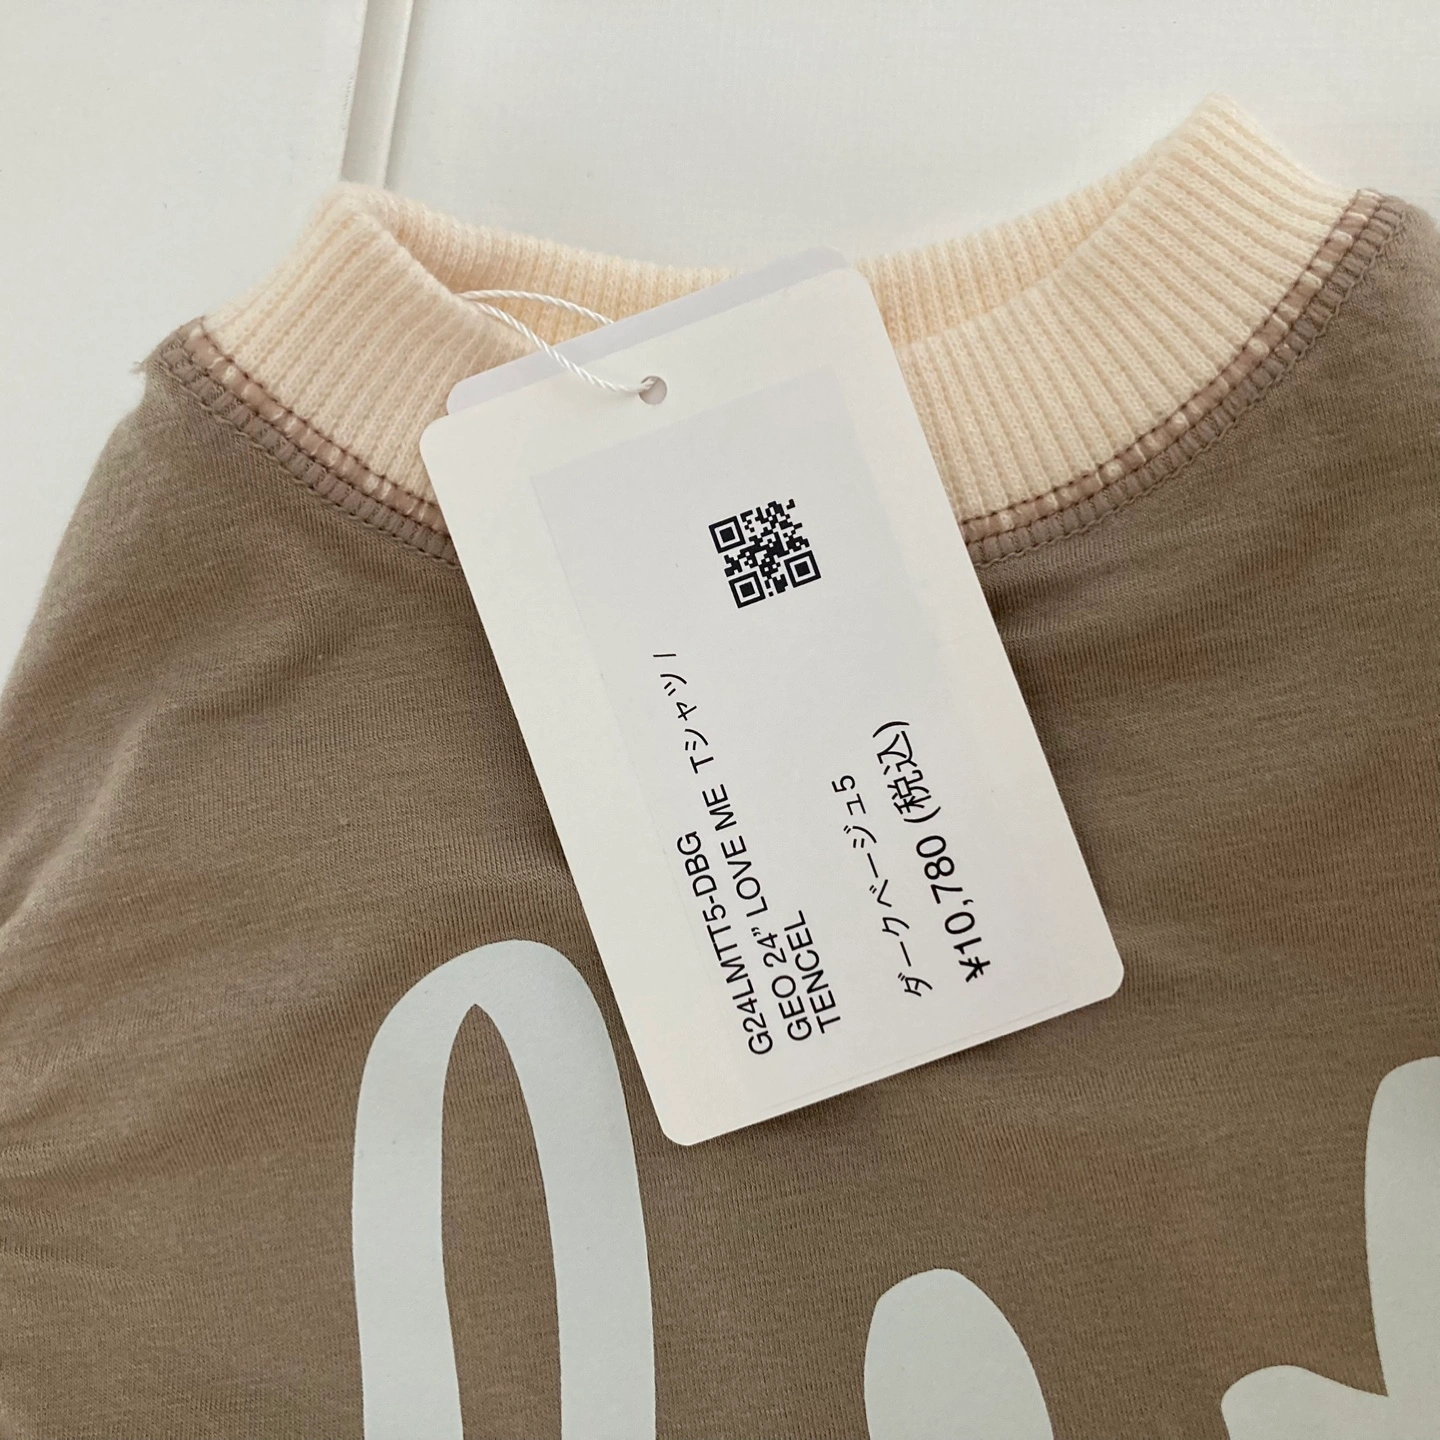 G24LMTT5-DBG
GEO 24” LOVE ME Tシャツ I
TENCEL
ダークベージュ5
¥10,780 (税込)